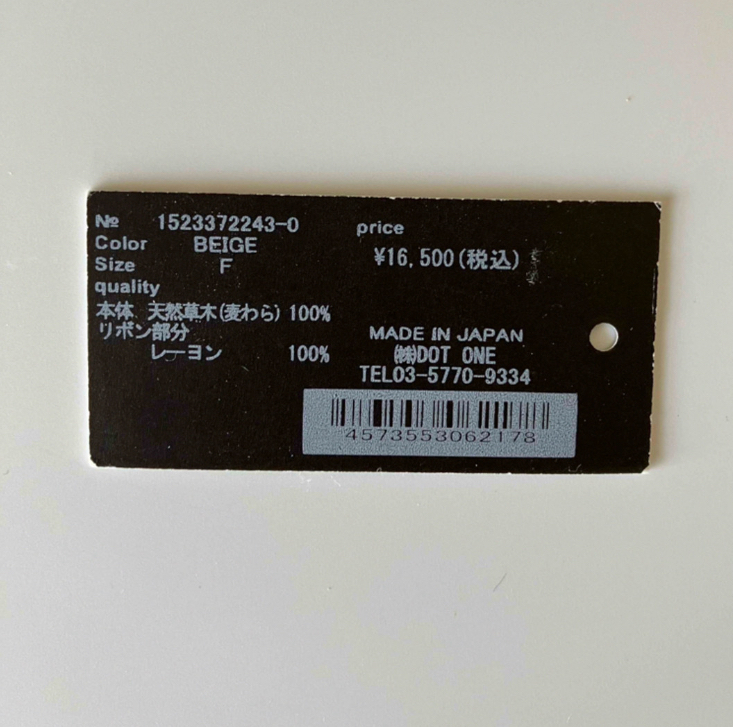 № 1523372243-0
Color BEIGE
Size F
quality
本体 天然草木(麦わら) 100%
リボン部分
レーヨン 100%
price
¥16,500(税込)
MADE IN JAPAN
㈱DOT ONE
TEL03-5770-9334
4573553062178